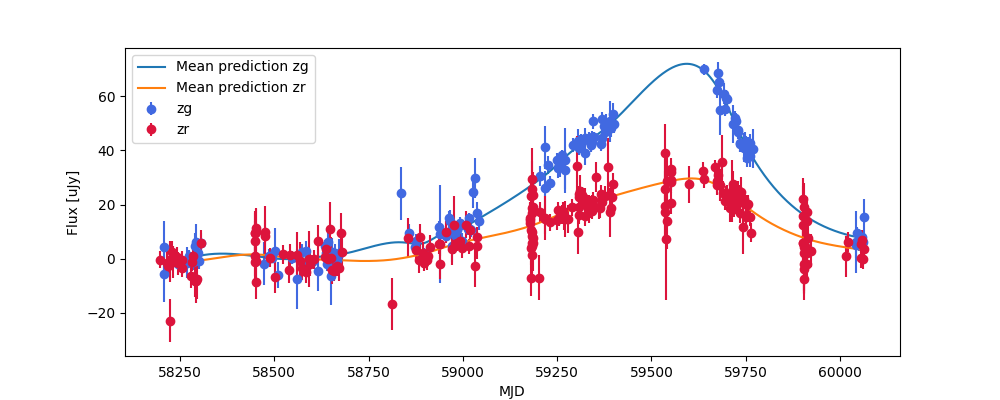 Mean prediction zg
Mean prediction zr
zg
zr
60
40
20
0
−20
Flux [uJy]
58250 58500 58750 59000 59250 59500 59750 60000
MJD